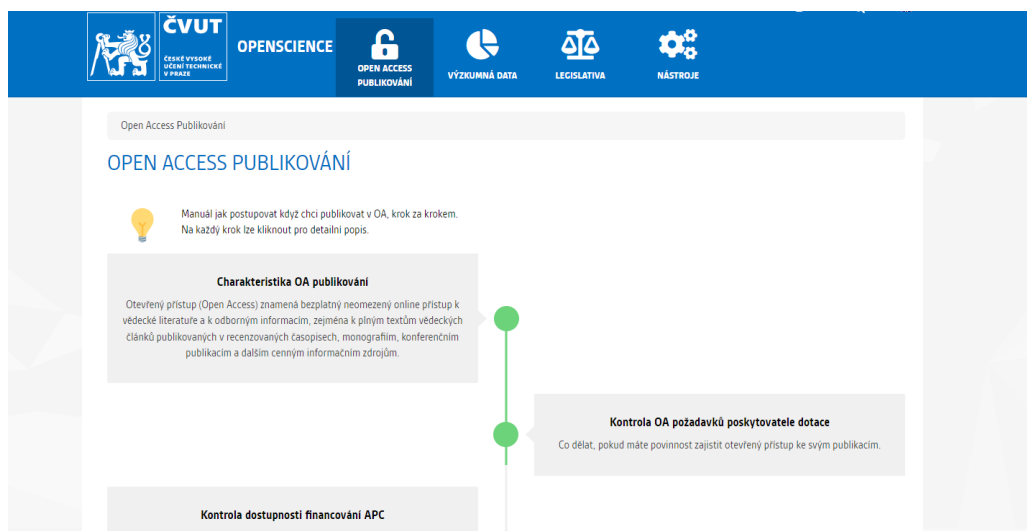 ČVUT
ČESKÉ VYSOKÉ
UČENÍ TECHNICKÉ
V PRAZE
OPENSCIENCE
OPEN ACCESS
PUBLIKOVÁNÍ
VÝZKUMNÁ DATA
LEGISLATIVA
NÁSTROJE
Open Access Publikování
OPEN ACCESS PUBLIKOVÁNÍ
Manuál jak postupovat když chci publikovat v OA, krok za krokem.
Na každý krok lze kliknout pro detailní popis.
Charakteristika OA publikování
Otevřený přístup (Open Access) znamená bezplatný neomezený online přístup k
vědecké literatuře a k odborným informacím, zejména k plným textům vědeckých
článků publikovaných v recenzovaných časopisech, monografiím, konferenčním
publikacím a dalším cenným informačním zdrojům.
Kontrola OA požadavků poskytovatele dotace
Co dělat, pokud máte povinnost zajistit otevřený přístup ke svým publikacím.
Kontrola dostupnosti financování APC